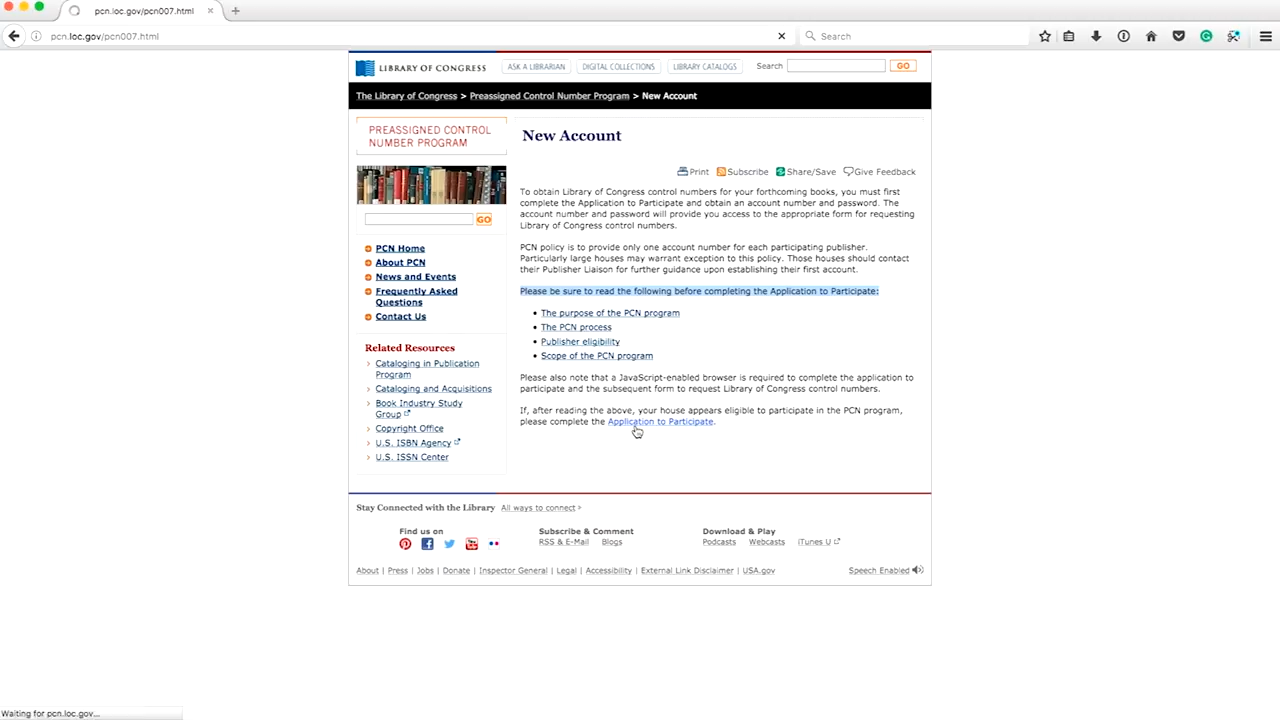 pcn.loc.gov/pcn007.html
pcn.loc.gov/pcn007.html
Search
LIBRARY OF CONGRESS
ASK A LIBRARIAN
DIGITAL COLLECTIONS
LIBRARY CATALOGS
Search
GO
The Library of Congress > Preassigned Control Number Program > New Account
PREASSIGNED CONTROL
NUMBER PROGRAM
GO
PCN Home
About PCN
News and Events
Frequently Asked
Questions
Contact Us
Related Resources
Cataloging in Publication
Program
Cataloging and Acquisitions
Book Industry Study
Group
Copyright Office
U.S. ISBN Agency
U.S. ISSN Center
New Account
Print Subscribe Share/Save Give Feedback
To obtain Library of Congress control numbers for your forthcoming books, you must first
complete the Application to Participate and obtain an account number and password. The
account number and password will provide you access to the appropriate form for requesting
Library of Congress control numbers.
PCN policy is to provide only one account number for each participating publisher.
Particularly large houses may warrant exception to this policy. Those houses should contact
their Publisher Liaison for further guidance upon establishing their first account.
Please be sure to read the following before completing the Application to Participate:
• The purpose of the PCN program
• The PCN process
• Publisher eligibility
• Scope of the PCN program
Please also note that a JavaScript-enabled browser is required to complete the application to
participate and the subsequent form to request Library of Congress control numbers.
If, after reading the above, your house appears eligible to participate in the PCN program,
please complete the Application to Participate.
Stay Connected with the Library All ways to connect >
Find us on
Subscribe & Comment
RSS & E-Mail Blogs
Download & Play
Podcasts Webcasts iTunes U
About | Press | Jobs | Donate | Inspector General | Legal | Accessibility | External Link Disclaimer | USA.gov
Speech Enabled
Waiting for pcn.loc.gov...